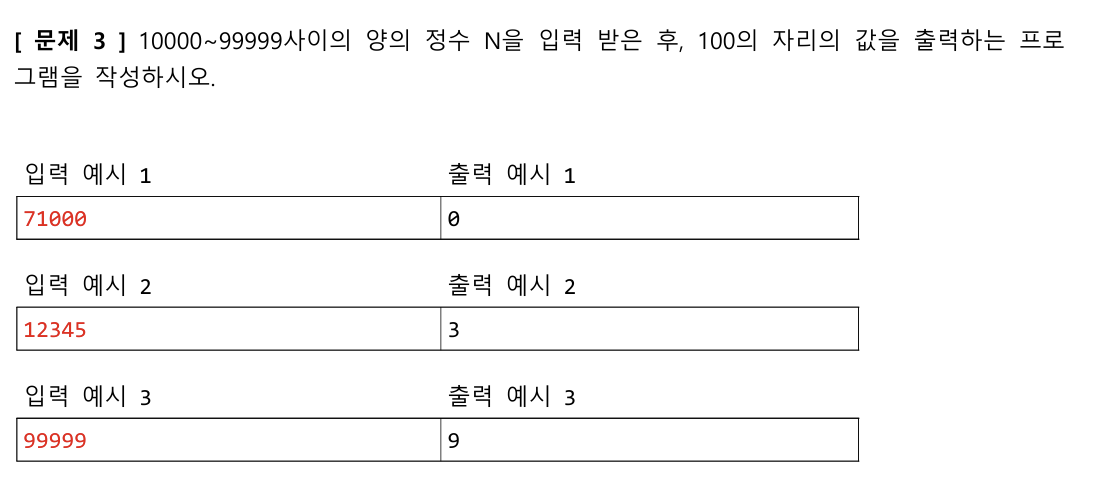 [ 문제 3 ] 10000~99999사이의 양의 정수 N을 입력 받은 후, 100의 자리의 값을 출력하는 프로
그램을 작성하시오.
입력 예시 1 출력 예시 1
71000 0
입력 예시 2 출력 예시 2
12345 3
입력 예시 3 출력 예시 3
99999 9